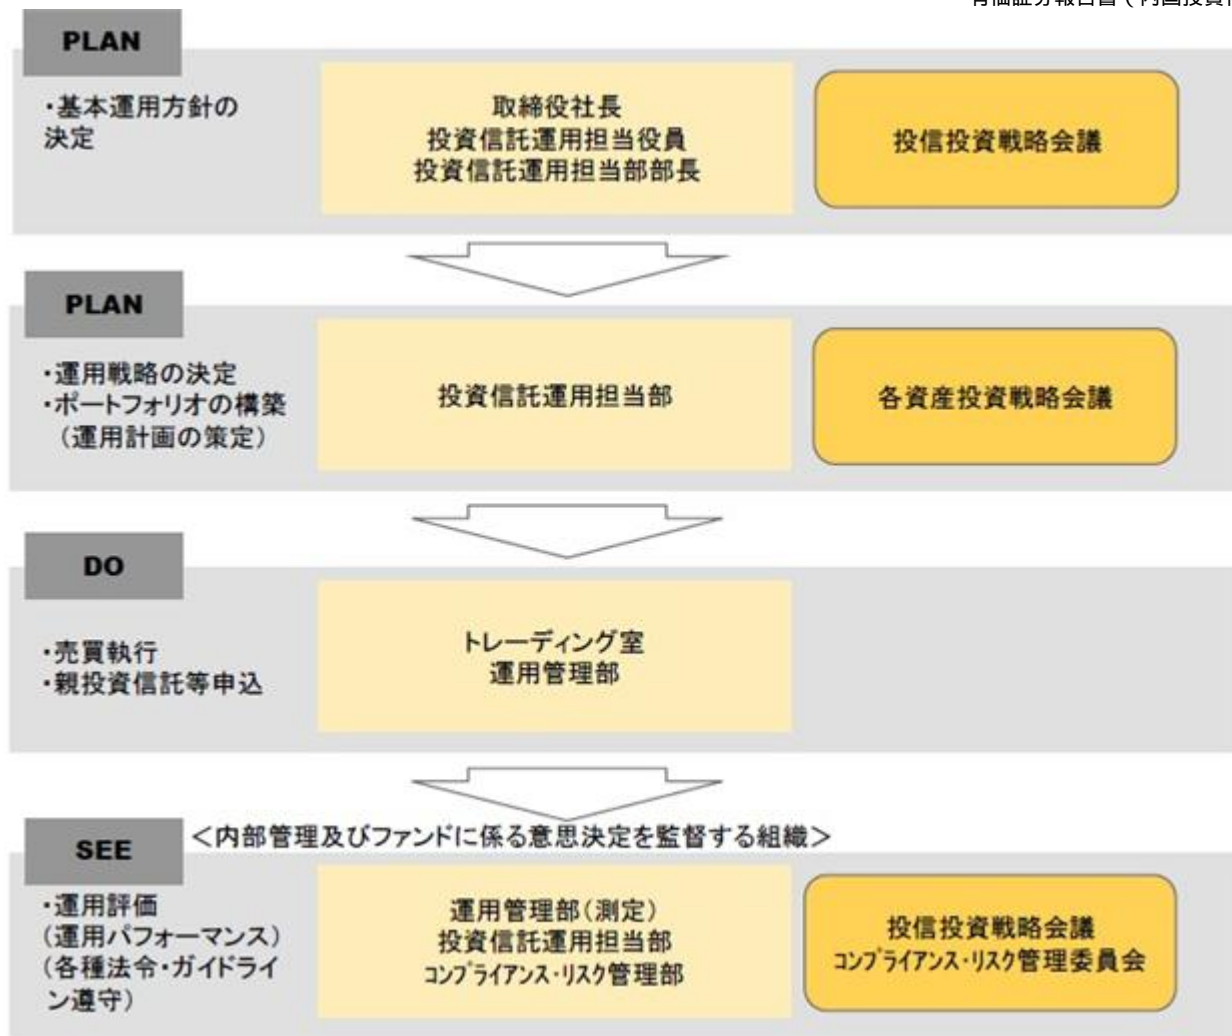 PLAN
・基本運用方針の
決定
取締役社長
投資信託運用担当役員
投資信託運用担当部部長
投信投資戦略会議
PLAN
・運用戦略の決定
・ポートフォリオの構築
（運用計画の策定）
投資信託運用担当部
各資産投資戦略会議
DO
・売買執行
・親投資信託等申込
トレーディング室
運用管理部
SEE
＜内部管理及びファンドに係る意思決定を監督する組織＞
・運用評価
（運用パフォーマンス）
（各種法令・ガイドライ
ン遵守）
運用管理部（測定）
投資信託運用担当部
ｺﾝﾌﾟﾗｲｱﾝｽ・ﾘｽｸ管理部
投信投資戦略会議
ｺﾝﾌﾟﾗｲｱﾝｽ・ﾘｽｸ管理委員会